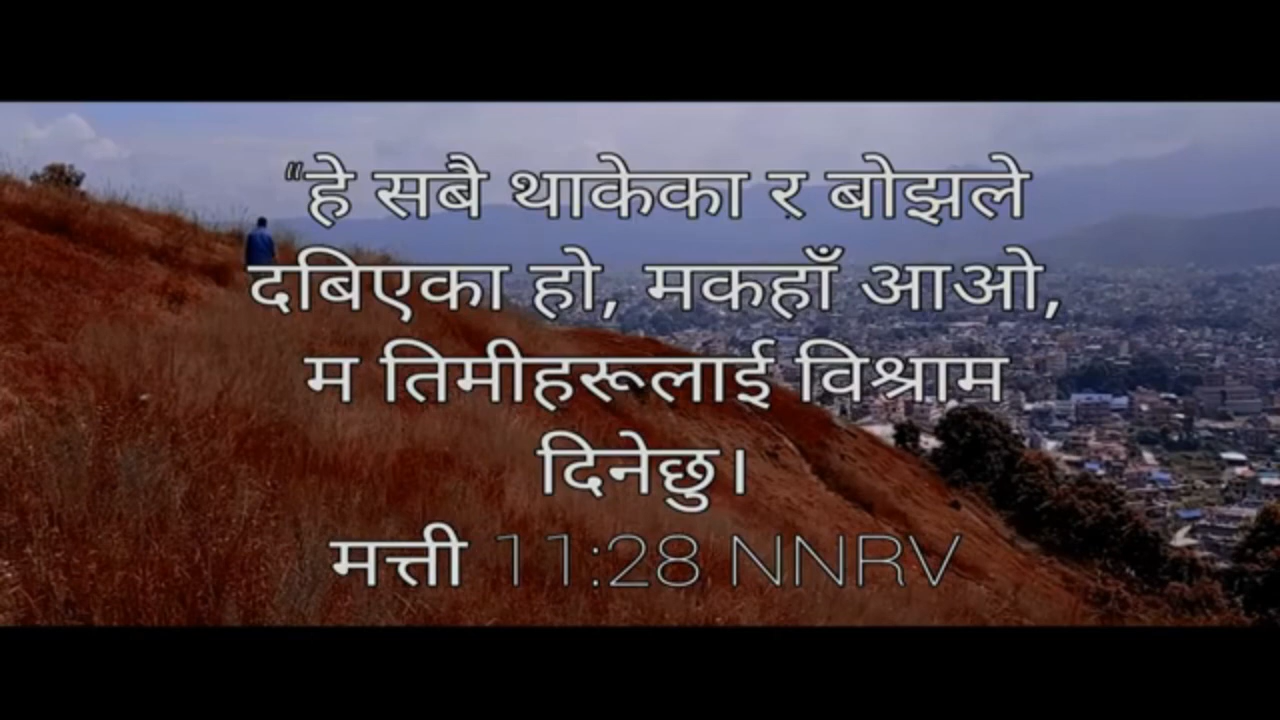 “हे सबै थाकेका र बोझले
दबिएका हो, मकहाँ आओ,
म तिमीहरूलाई विश्राम
दिनेछु।
मत्ती 11:28 NNRV